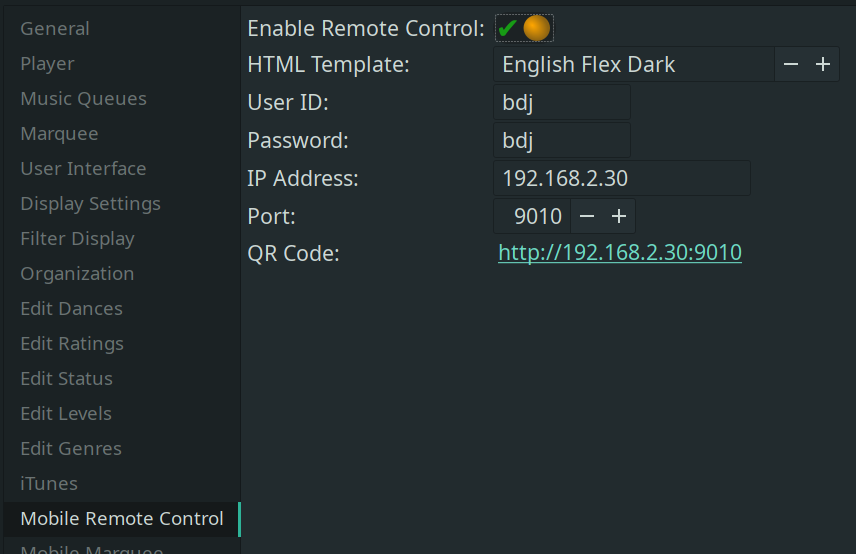 General
Player
Music Queues
Marquee
User Interface
Display Settings
Filter Display
Organization
Edit Dances
Edit Ratings
Edit Status
Edit Levels
Edit Genres
iTunes
Mobile Remote Control
Mobile Marquee
Enable Remote Control:
HTML Template: English Flex Dark
User ID: bdj
Password: bdj
IP Address: 192.168.2.30
Port: 9010
QR Code: http://192.168.2.30:9010